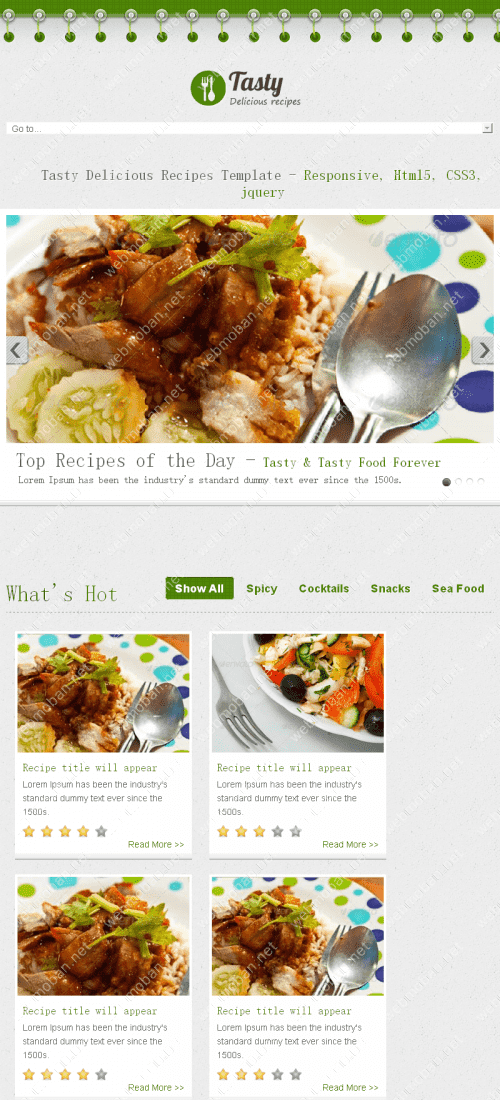 Tasty
Delicious recipes
Go to...
Tasty Delicious Recipes Template - Responsive, Html5, CSS3,
jquery
Top Recipes of the Day - Tasty & Tasty Food Forever
Lorem Ipsum has been the industry's standard dummy text ever since the 1500s.
What's Hot
Show All Spicy Cocktails Snacks Sea Food
Recipe title will appear
Lorem Ipsum has been the industry's
standard dummy text ever since the
1500s.
Read More >>
Recipe title will appear
Lorem Ipsum has been the industry's
standard dummy text ever since the
1500s.
Read More >>
Recipe title will appear
Lorem Ipsum has been the industry's
standard dummy text ever since the
1500s.
Read More >>
Recipe title will appear
Lorem Ipsum has been the industry's
standard dummy text ever since the
1500s.
Read More >>
webmoban.net